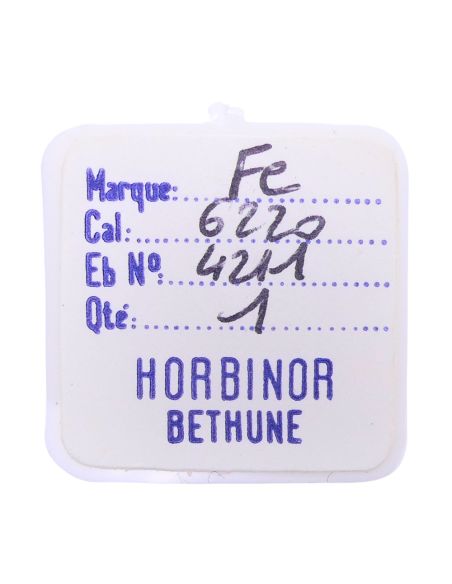 Marque: Fe
Cal: 6220
Eb Nº 4211
Qté: 1
HORBINOR
BETHUNE